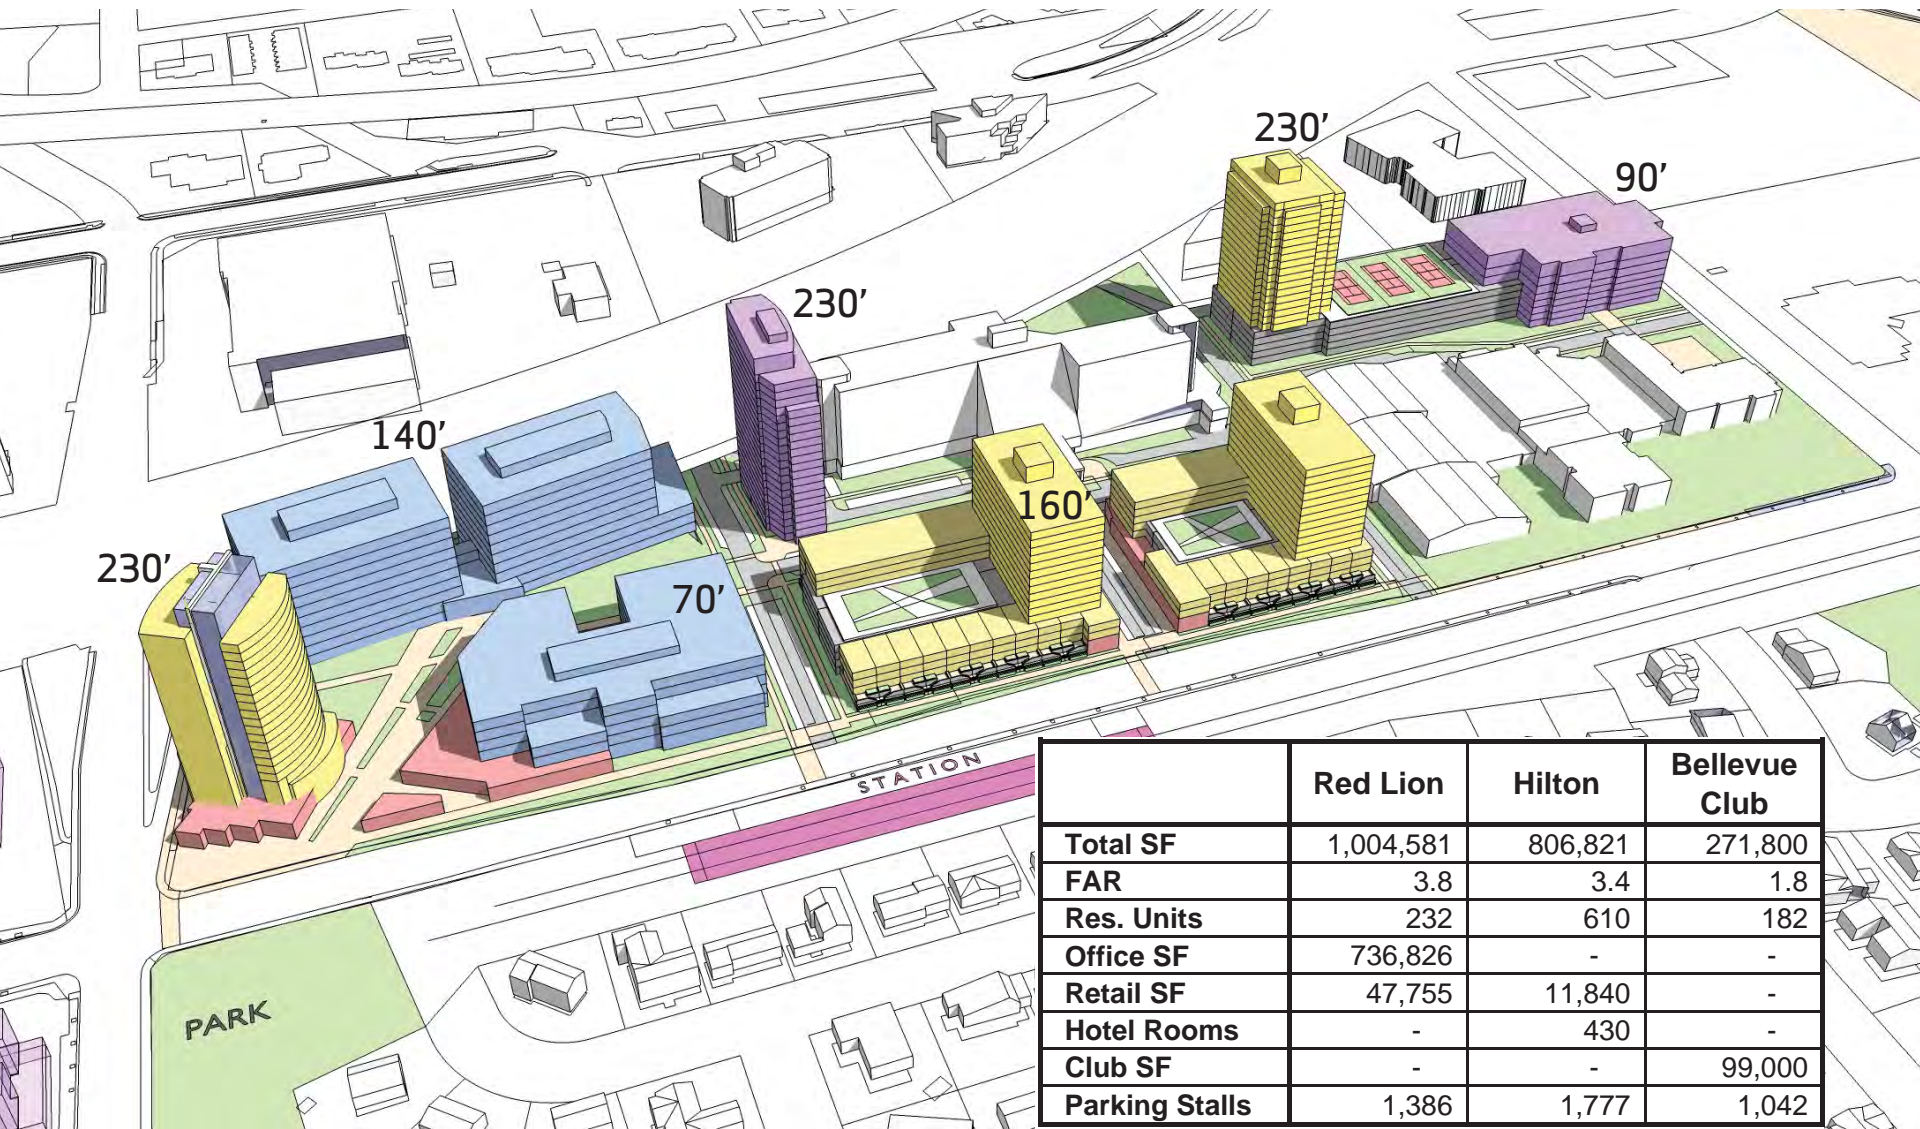 230'
90'
230'
140'
160'
230'
70'
STATION
PARK
Red Lion Hilton Bellevue Club
Total SF 1,004,581 806,821 271,800
FAR 3.8 3.4 1.8
Res. Units 232 610 182
Office SF 736,826 - -
Retail SF 47,755 11,840 -
Hotel Rooms - 430 -
Club SF - - 99,000
Parking Stalls 1,386 1,777 1,042